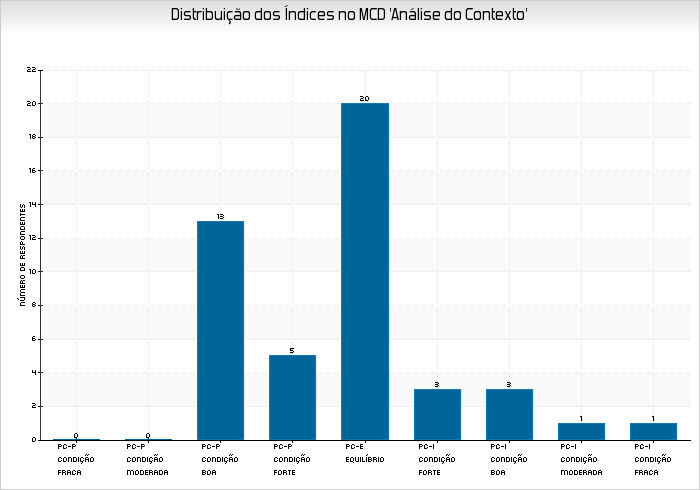 Distribuição dos Índices no MCD 'Análise do Contexto'
NÚMERO DE RESPONDENTES
22
20
18
16
14
12
10
8
6
4
2
0
0
0
13
5
20
3
3
1
1
PC-P CONDIÇÃO FRACA
PC-P CONDIÇÃO MODERADA
PC-P CONDIÇÃO BOA
PC-P CONDIÇÃO FORTE
PC-E EQUILÍBRIO
PC-I CONDIÇÃO FORTE
PC-I CONDIÇÃO BOA
PC-I CONDIÇÃO MODERADA
PC-I CONDIÇÃO FRACA